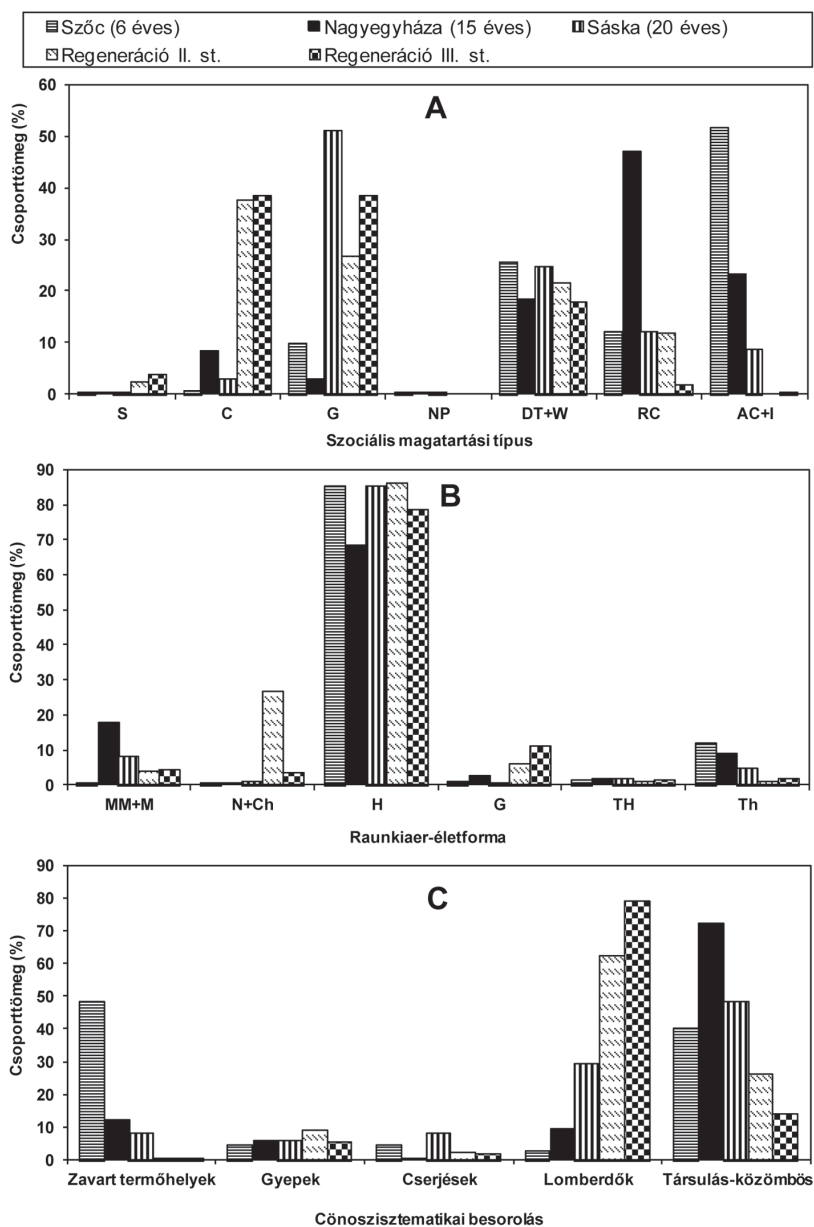 Szőc (6 éves) Nagyegyháza (15 éves) Sáska (20 éves)
Regeneráció II. st. Regeneráció III. st.
A
Csoporttömeg (%)
60
50
40
30
20
10
0
S C G NP DT+W RC AC+I
Szociális magatartási típus
B
Csoporttömeg (%)
90
80
70
60
50
40
30
20
10
0
MM+M N+Ch H G TH Th
Raunkiaer-életforma
C
Csoporttömeg (%)
90
80
70
60
50
40
30
20
10
0
Zavart termőhelyek Gyepek Cserjések Lomberdők Társulás-közömbös
Cönoszisztematikai besorolás